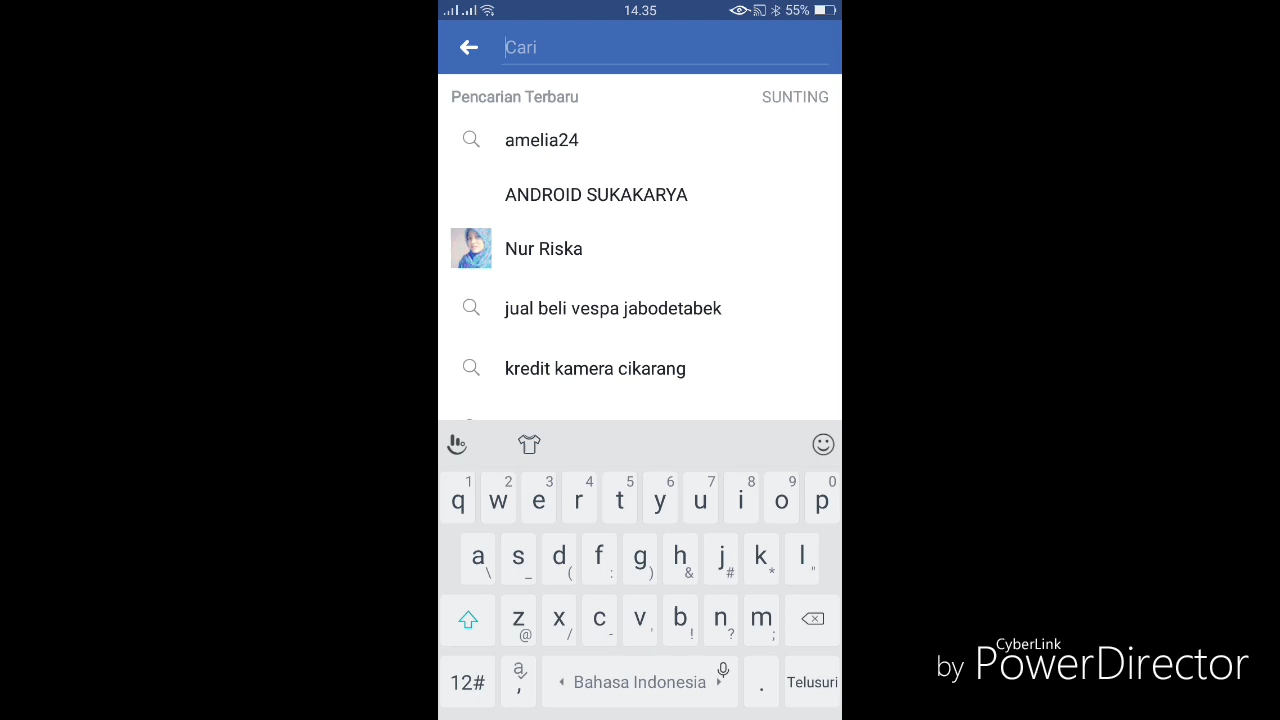 14.35
55%
Cari
Pencarian Terbaru
SUNTING
amelia24
ANDROID SUKAKARYA
Nur Riska
jual beli vespa jabodetabek
kredit kamera cikarang
1 2 3 4 5 6 7 8 9 0
q w e r t y u i o p
a s d f g h j k l
\ _ ( : ) & # * "
z x c v b n m
@ / - ' ! ? ;
12# a , Bahasa Indonesia . Telusuri
CyberLink
by PowerDirector